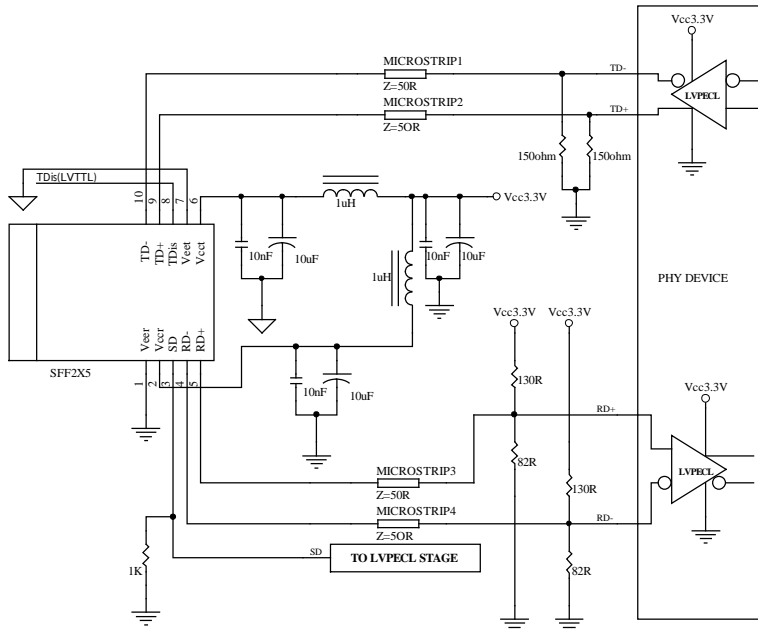 Vcc3.3V
MICROSTRIP1
TD-
Z=50R
LVPECL
MICROSTRIP2
TD+
Z=5OR
150ohm
150ohm
TDis(LVTTL)
10
9
8
7
6
1uH
Vcc3.3V
10nF
10uF
10nF
10uF
TD-
TD+
TDis
Veet
Vcct
1uH
PHY DEVICE
Veer
Vccr
SD
RD-
RD+
SFF2X5
Vcc3.3V
Vcc3.3V
1
2
3
4
5
10nF
10uF
130R
Vcc3.3V
RD+
82R
MICROSTRIP3
Z=50R
LVPECL
130R
MICROSTRIP4
Z=5OR
RD-
SD
TO LVPECL STAGE
1K
82R